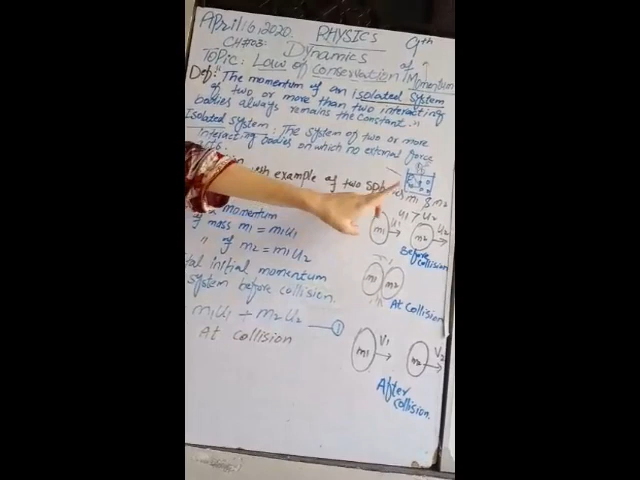 April 16, 2020. PHYSICS 9th
CH#03: Dynamics
Topic: Law of Conservation of Momentum
Def: "The momentum of an Isolated System
of two or more than two interacting
bodies always remains the constant."
Isolated System: The system of two or more
interacting bodies on which no external force
example of two
m1 & m2
momentum
of mass m1 = m1U1
" of m2 = m1U2
initial momentum
system before collision.
m1U1 + m2U2 1
At collision
U1 > U2
m1 U1 m2 U2
Before
collision
m1 m2
At Collision
m1 V1 m2 V2
After
collision.